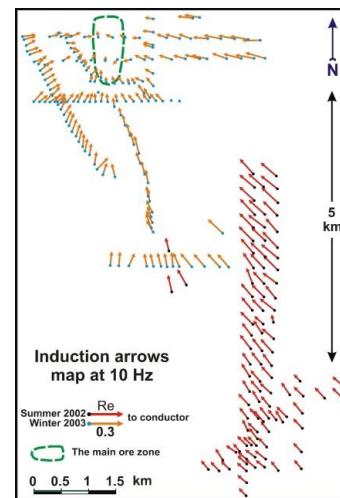 N
5
km
Induction arrows
map at 10 Hz
Re
Summer 2002
to conductor
Winter 2003
0.3
The main ore zone
0 0.5 1 1.5 km